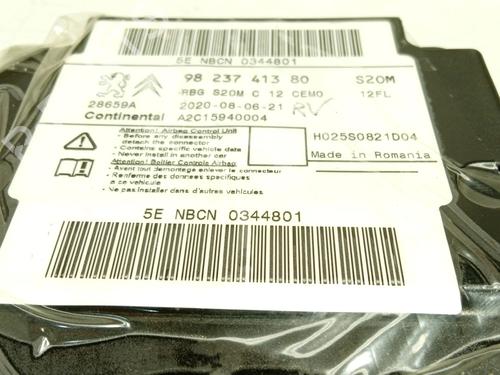 5E NBCN 0344801
98 237 413 80 S20M
RBG S20M C 12 CEMO 12FL
28659A 2020-08-06-21 RV
Continental A2C15940004
Attention! Airbag Control Unit
- Before any disassembly
detach the connector
- Contains specific vehicle data
- Never install in another car
Attention! Boitier Controle Airbag
- Avant tout demontage enlever le connecteur
- Renferme des données specifiques
a ce vehicule
- Ne pas installer dans d'autres vehicules
H025S0821D04
Made in Romania
5E NBCN 0344801